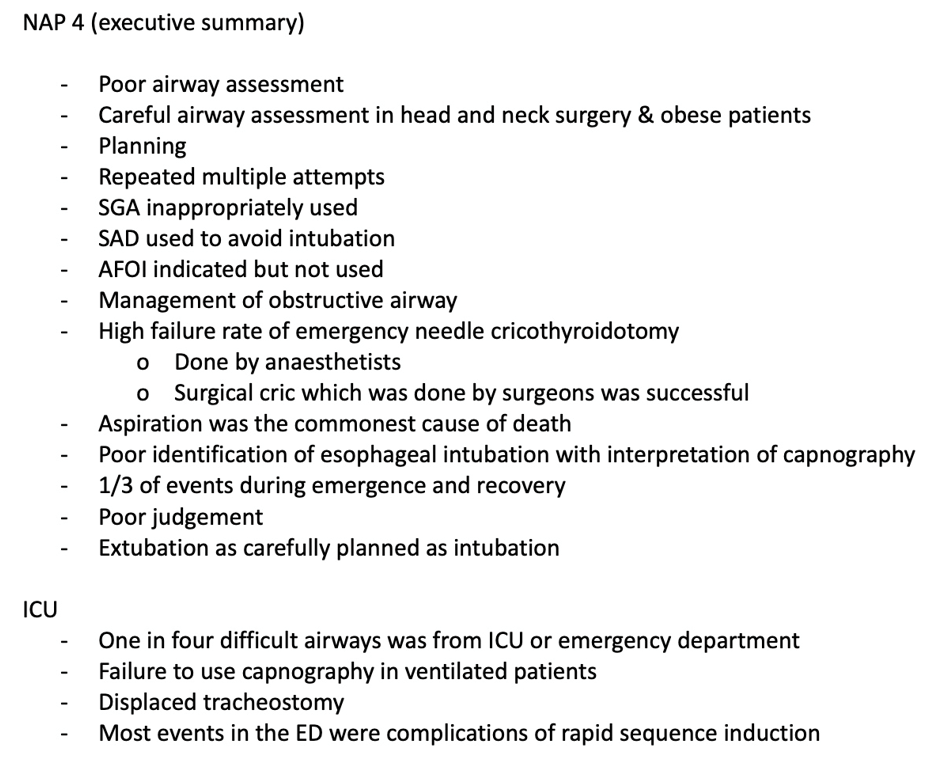 NAP 4 (executive summary)
- Poor airway assessment
- Careful airway assessment in head and neck surgery & obese patients
- Planning
- Repeated multiple attempts
- SGA inappropriately used
- SAD used to avoid intubation
- AFOI indicated but not used
- Management of obstructive airway
- High failure rate of emergency needle cricothyroidotomy
o Done by anaesthetists
o Surgical cric which was done by surgeons was successful
- Aspiration was the commonest cause of death
- Poor identification of esophageal intubation with interpretation of capnography
- 1/3 of events during emergence and recovery
- Poor judgement
- Extubation as carefully planned as intubation
ICU
- One in four difficult airways was from ICU or emergency department
- Failure to use capnography in ventilated patients
- Displaced tracheostomy
- Most events in the ED were complications of rapid sequence induction